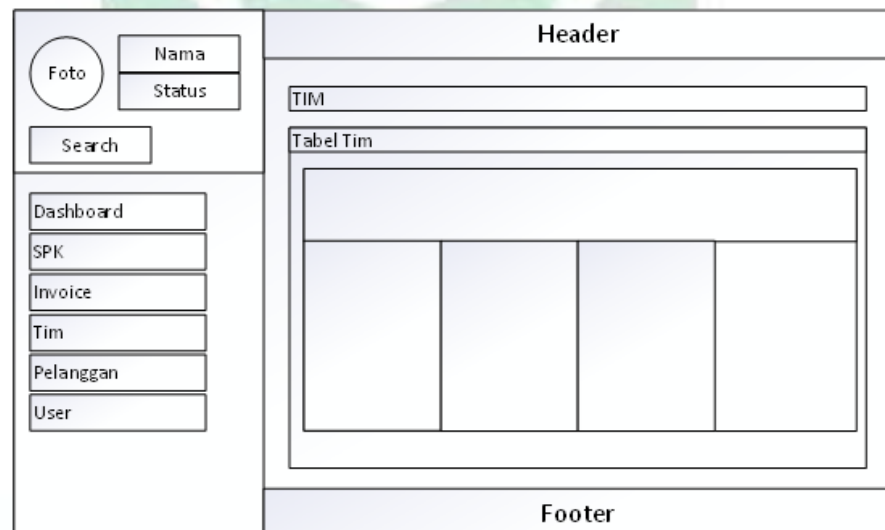 Foto
Nama
Status
Search
Dashboard
SPK
Invoice
Tim
Pelanggan
User
Header
TIM
Tabel Tim
Footer